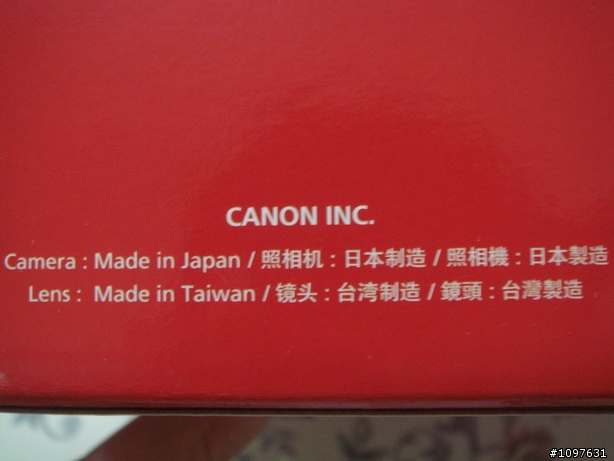 CANON INC.
Camera : Made in Japan / 照相机 : 日本制造 / 照相機 : 日本製造
Lens : Made in Taiwan / 镜头 : 台湾制造 / 鏡頭 : 台灣製造
#1097631